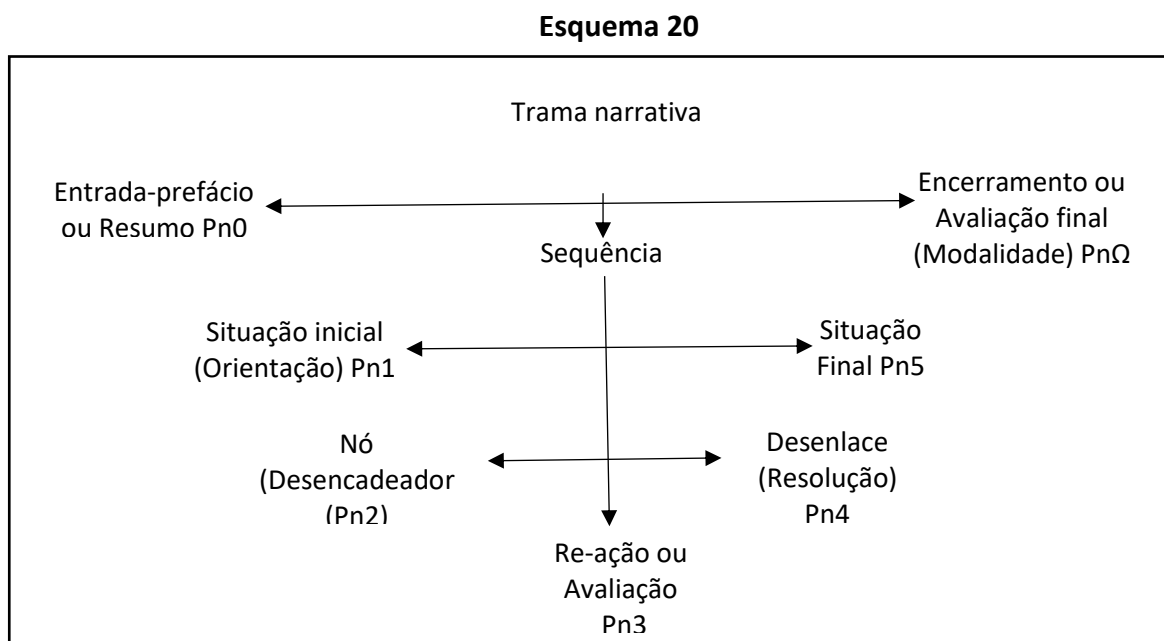 Esquema 20
Trama narrativa
Entrada-prefácio
ou Resumo Pn0
Encerramento ou
Avaliação final
(Modalidade) PnΩ
Sequência
Situação inicial
(Orientação) Pn1
Situação
Final Pn5
Nó
(Desencadeador
(Pn2)
Desenlace
(Resolução)
Pn4
Re-ação ou
Avaliação
Pn3